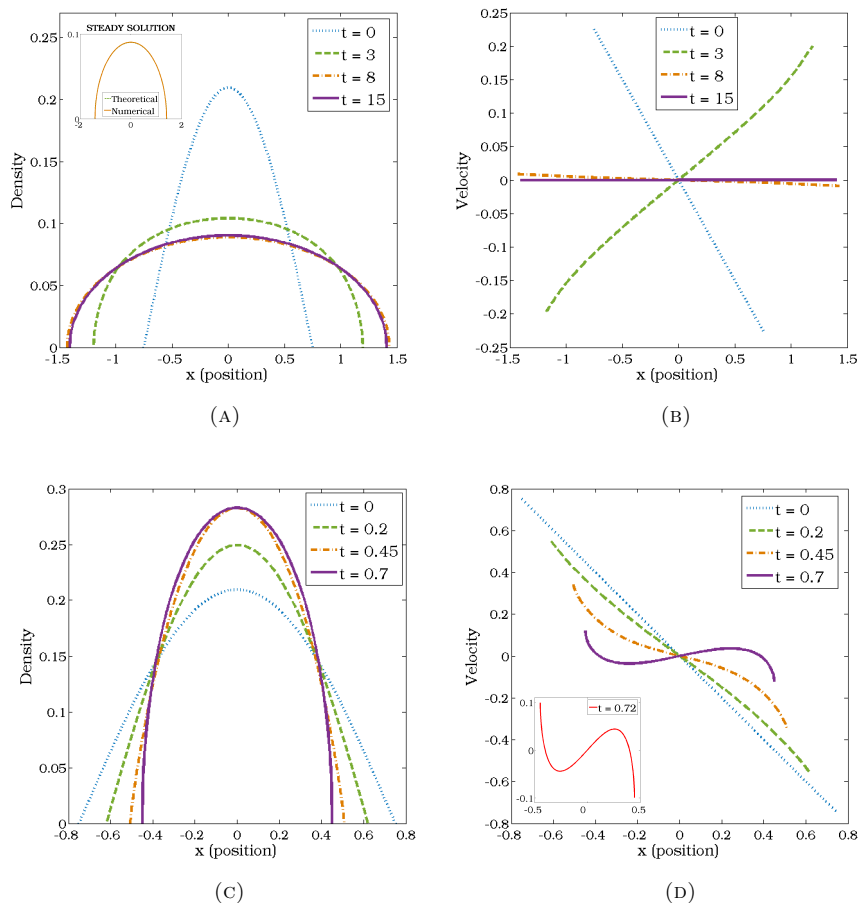 STEADY SOLUTION
0.1
0
-2 0 2
Theoretical
Numerical
t = 0
t = 3
t = 8
t = 15
Density
0.25
0.2
0.15
0.1
0.05
0
-1.5 -1 -0.5 0 0.5 1 1.5
x (position)
(A)
t = 0
t = 3
t = 8
t = 15
Velocity
0.25
0.2
0.15
0.1
0.05
0
-0.05
-0.1
-0.15
-0.2
-0.25
-1.5 -1 -0.5 0 0.5 1 1.5
x (position)
(B)
t = 0
t = 0.2
t = 0.45
t = 0.7
Density
0.3
0.25
0.2
0.15
0.1
0.05
0
-0.8 -0.6 -0.4 -0.2 0 0.2 0.4 0.6 0.8
x (position)
(C)
t = 0
t = 0.2
t = 0.45
t = 0.7
Velocity
0.8
0.6
0.4
0.2
0
-0.2
-0.4
-0.6
-0.8
t = 0.72
0.1
0
-0.1
-0.5 0 0.5
-0.8 -0.6 -0.4 -0.2 0 0.2 0.4 0.6 0.8
x (position)
(D)